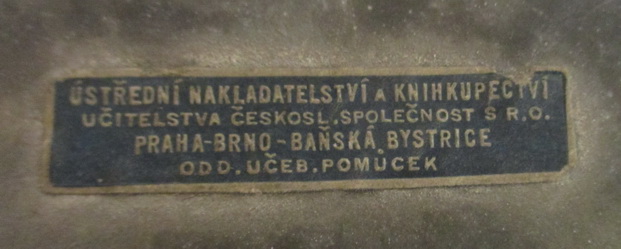 ÚSTŘEDNÍ NAKLADATELSTVÍ A KNIHKUPECTVÍ
UČITELSTVA ČESKOSL. SPOLEČNOST S R.O.
PRAHA-BRNO-BAŇSKÁ BYSTRICE
ODD. UČEB. POMŮCEK